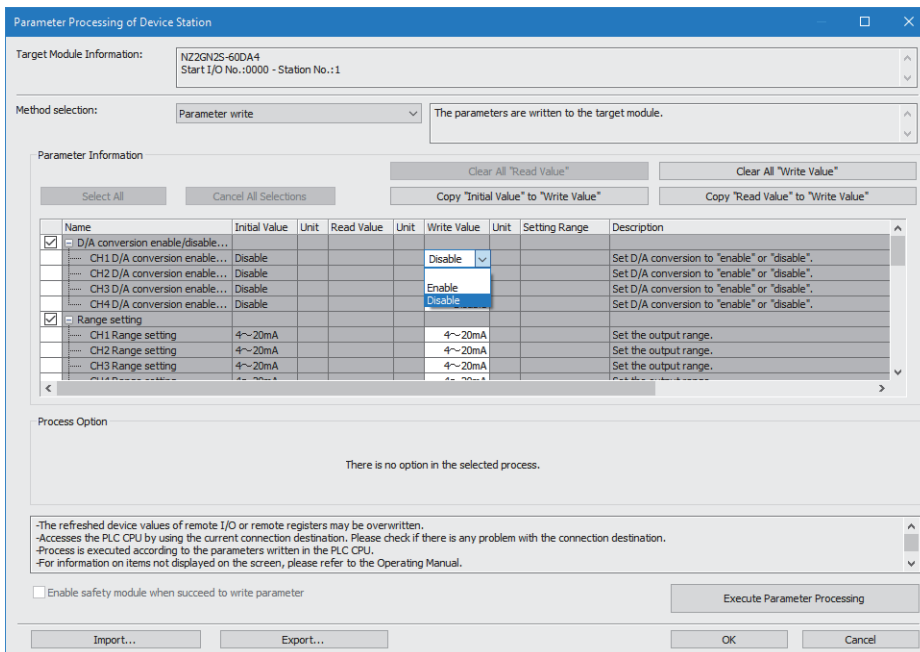 Parameter Processing of Device Station
Target Module Information:
NZ2GN2S-60DA4
Start I/O No.:0000 - Station No.:1
Method selection:
Parameter write
The parameters are written to the target module.
Parameter Information
Clear All "Read Value"
Clear All "Write Value"
Select All
Cancel All Selections
Copy "Initial Value" to "Write Value"
Copy "Read Value" to "Write Value"
Name Initial Value Unit Read Value Unit Write Value Unit Setting Range Description
D/A conversion enable/disable...
CH1 D/A conversion enable... Disable Disable Set D/A conversion to "enable" or "disable".
CH2 D/A conversion enable... Disable Set D/A conversion to "enable" or "disable".
CH3 D/A conversion enable... Disable Enable Set D/A conversion to "enable" or "disable".
CH4 D/A conversion enable... Disable Disable Set D/A conversion to "enable" or "disable".
Range setting
CH1 Range setting 4~20mA 4~20mA Set the output range.
CH2 Range setting 4~20mA 4~20mA Set the output range.
CH3 Range setting 4~20mA 4~20mA Set the output range.
Process Option
There is no option in the selected process.
-The refreshed device values of remote I/O or remote registers may be overwritten.
-Accesses the PLC CPU by using the current connection destination. Please check if there is any problem with the connection destination.
-Process is executed according to the parameters written in the PLC CPU.
-For information on items not displayed on the screen, please refer to the Operating Manual.
Enable safety module when succeed to write parameter
Execute Parameter Processing
Import...
Export...
OK
Cancel